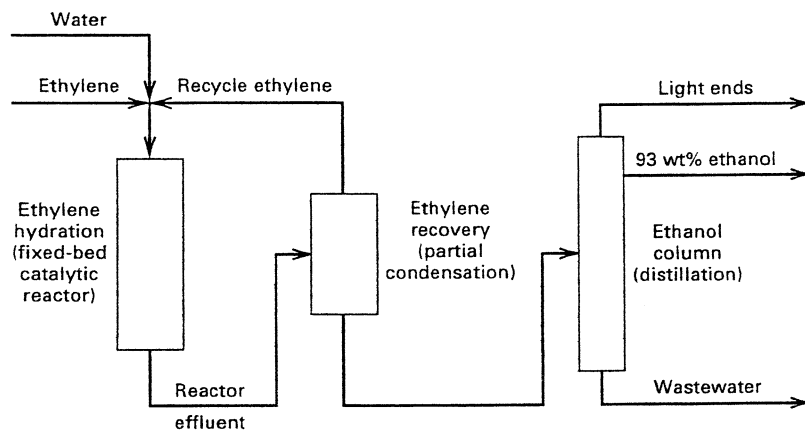 Water
Ethylene
Recycle ethylene
Light ends
93 wt% ethanol
Ethylene
hydration
(fixed-bed
catalytic
reactor)
Ethylene
recovery
(partial
condensation)
Ethanol
column
(distillation)
Reactor
effluent
Wastewater